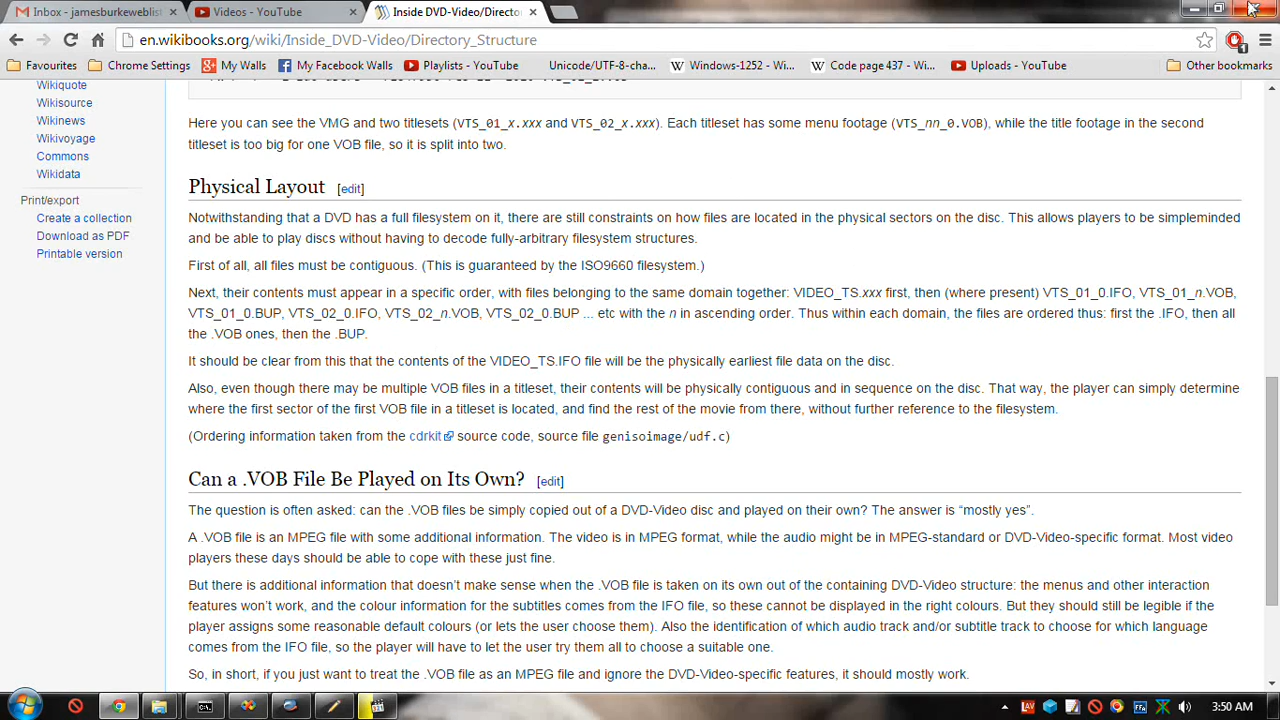 Inbox - jamesburkeweblist
Videos - YouTube
Inside DVD-Video/Directo
en.wikibooks.org/wiki/Inside_DVD-Video/Directory_Structure
Favourites
Chrome Settings
My Walls
My Facebook Walls
Playlists - YouTube
Unicode/UTF-8-cha...
Windows-1252 - Wi...
Code page 437 - Wi...
Uploads - YouTube
Other bookmarks
Wikiquote
Wikisource
Wikinews
Wikivoyage
Commons
Wikidata
Print/export
Create a collection
Download as PDF
Printable version
Here you can see the VMG and two titlesets (VTS_01_x.xxx and VTS_02_x.xxx). Each titleset has some menu footage (VTS_nn_0.VOB), while the title footage in the second
titleset is too big for one VOB file, so it is split into two.
Physical Layout [edit]
Notwithstanding that a DVD has a full filesystem on it, there are still constraints on how files are located in the physical sectors on the disc. This allows players to be simpleminded
and be able to play discs without having to decode fully-arbitrary filesystem structures.
First of all, all files must be contiguous. (This is guaranteed by the ISO9660 filesystem.)
Next, their contents must appear in a specific order, with files belonging to the same domain together: VIDEO_TS.xxx first, then (where present) VTS_01_0.IFO, VTS_01_n.VOB,
VTS_01_0.BUP, VTS_02_0.IFO, VTS_02_n.VOB, VTS_02_0.BUP ... etc with the n in ascending order. Thus within each domain, the files are ordered thus: first the .IFO, then all
the .VOB ones, then the .BUP.
It should be clear from this that the contents of the VIDEO_TS.IFO file will be the physically earliest file data on the disc.
Also, even though there may be multiple VOB files in a titleset, their contents will be physically contiguous and in sequence on the disc. That way, the player can simply determine
where the first sector of the first VOB file in a titleset is located, and find the rest of the movie from there, without further reference to the filesystem.
(Ordering information taken from the cdrkit source code, source file genisoimage/udf.c)
Can a .VOB File Be Played on Its Own? [edit]
The question is often asked: can the .VOB files be simply copied out of a DVD-Video disc and played on their own? The answer is “mostly yes”.
A .VOB file is an MPEG file with some additional information. The video is in MPEG format, while the audio might be in MPEG-standard or DVD-Video-specific format. Most video
players these days should be able to cope with these just fine.
But there is additional information that doesn’t make sense when the .VOB file is taken on its own out of the containing DVD-Video structure: the menus and other interaction
features won’t work, and the colour information for the subtitles comes from the IFO file, so these cannot be displayed in the right colours. But they should still be legible if the
player assigns some reasonable default colours (or lets the user choose them). Also the identification of which audio track and/or subtitle track to choose for which language
comes from the IFO file, so the player will have to let the user try them all to choose a suitable one.
So, in short, if you just want to treat the .VOB file as an MPEG file and ignore the DVD-Video-specific features, it should mostly work.
3:50 AM